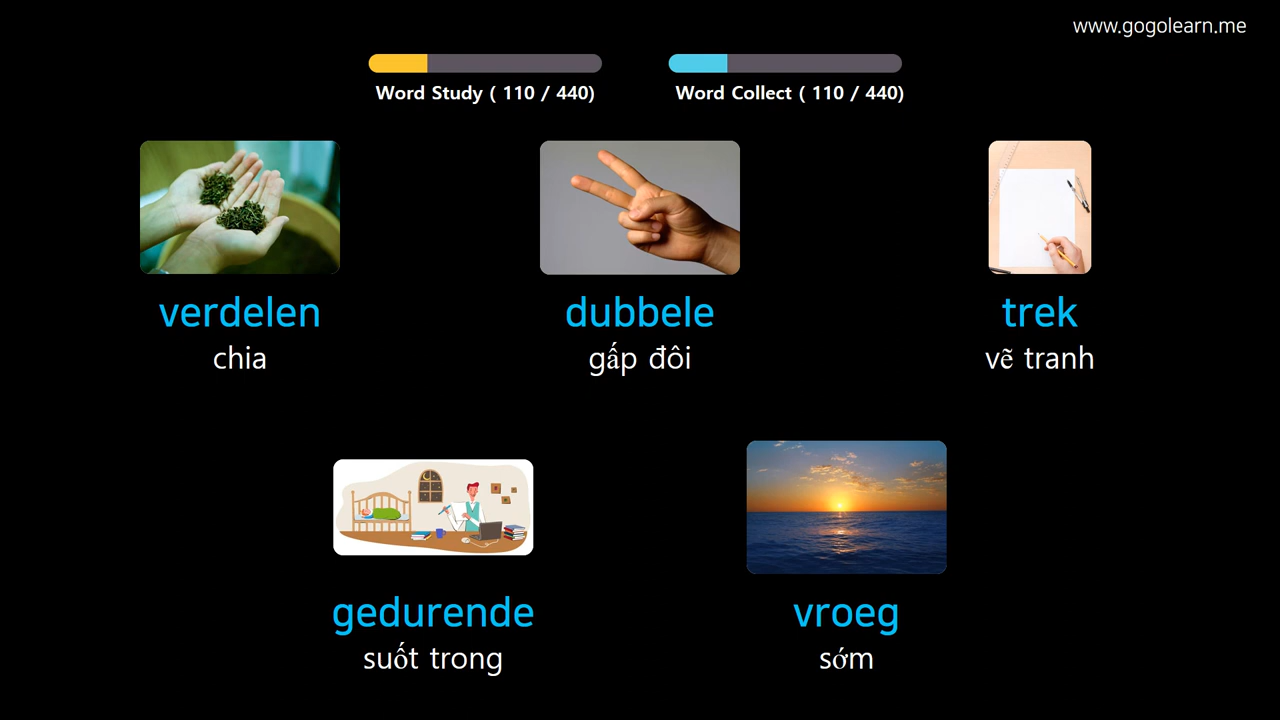 www.gogolearn.me
Word Study ( 110 / 440)
Word Collect ( 110 / 440)
verdelen
chia
dubbele
gấp đôi
trek
vẽ tranh
gedurende
suốt trong
vroeg
sớm